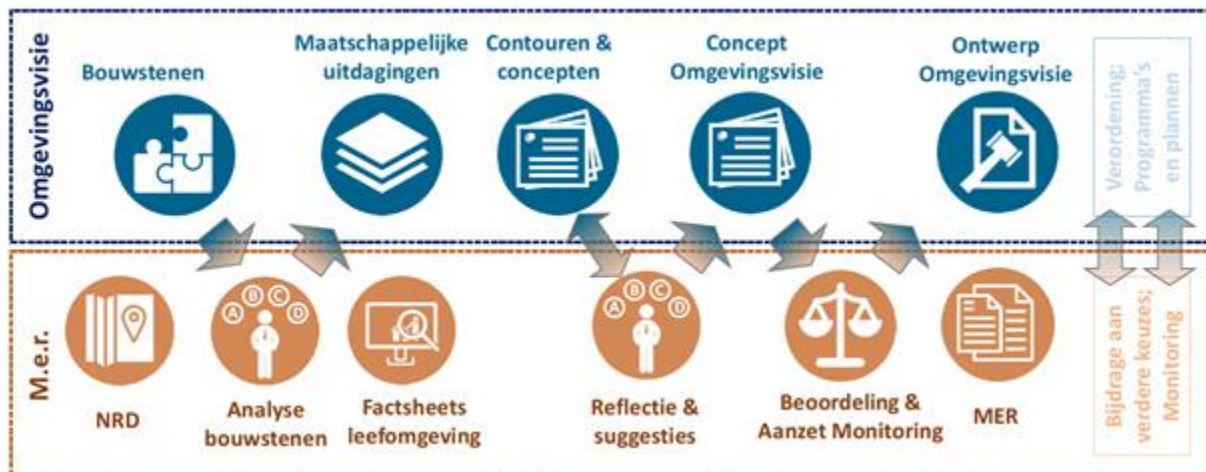 Omgevingsvisie
Bouwstenen
Maatschappelijke
uitdagingen
Contouren &
concepten
Concept
Omgevingsvisie
Ontwerp
Omgevingsvisie
Verordening;
Programma's
en plannen
M.e.r.
NRD
A
B
C
D
Analyse
bouwstenen
Factsheets
leefomgeving
A
B
C
D
Reflectie &
suggesties
Beoordeling &
Aanzet Monitoring
MER
Bijdrage aan
verdere keuzes;
Monitoring